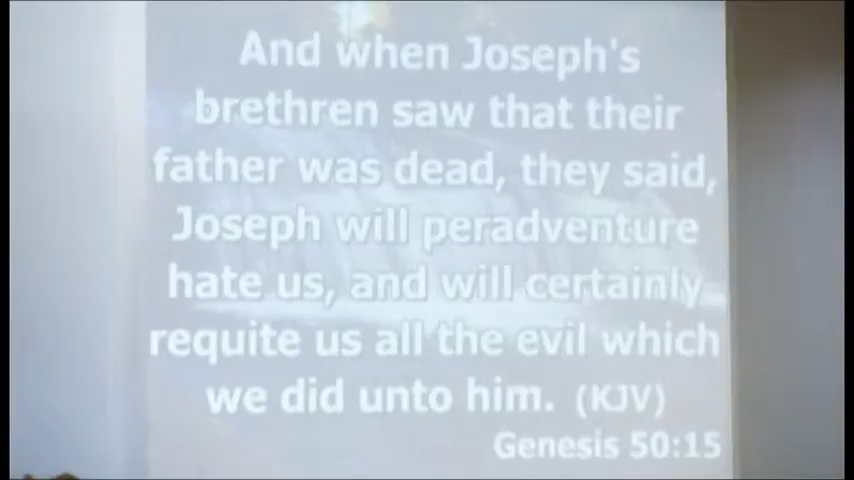 And when Joseph's
brethren saw that their
father was dead, they said,
Joseph will peradventure
hate us, and will certainly
requite us all the evil which
we did unto him. (KJV)
Genesis 50:15